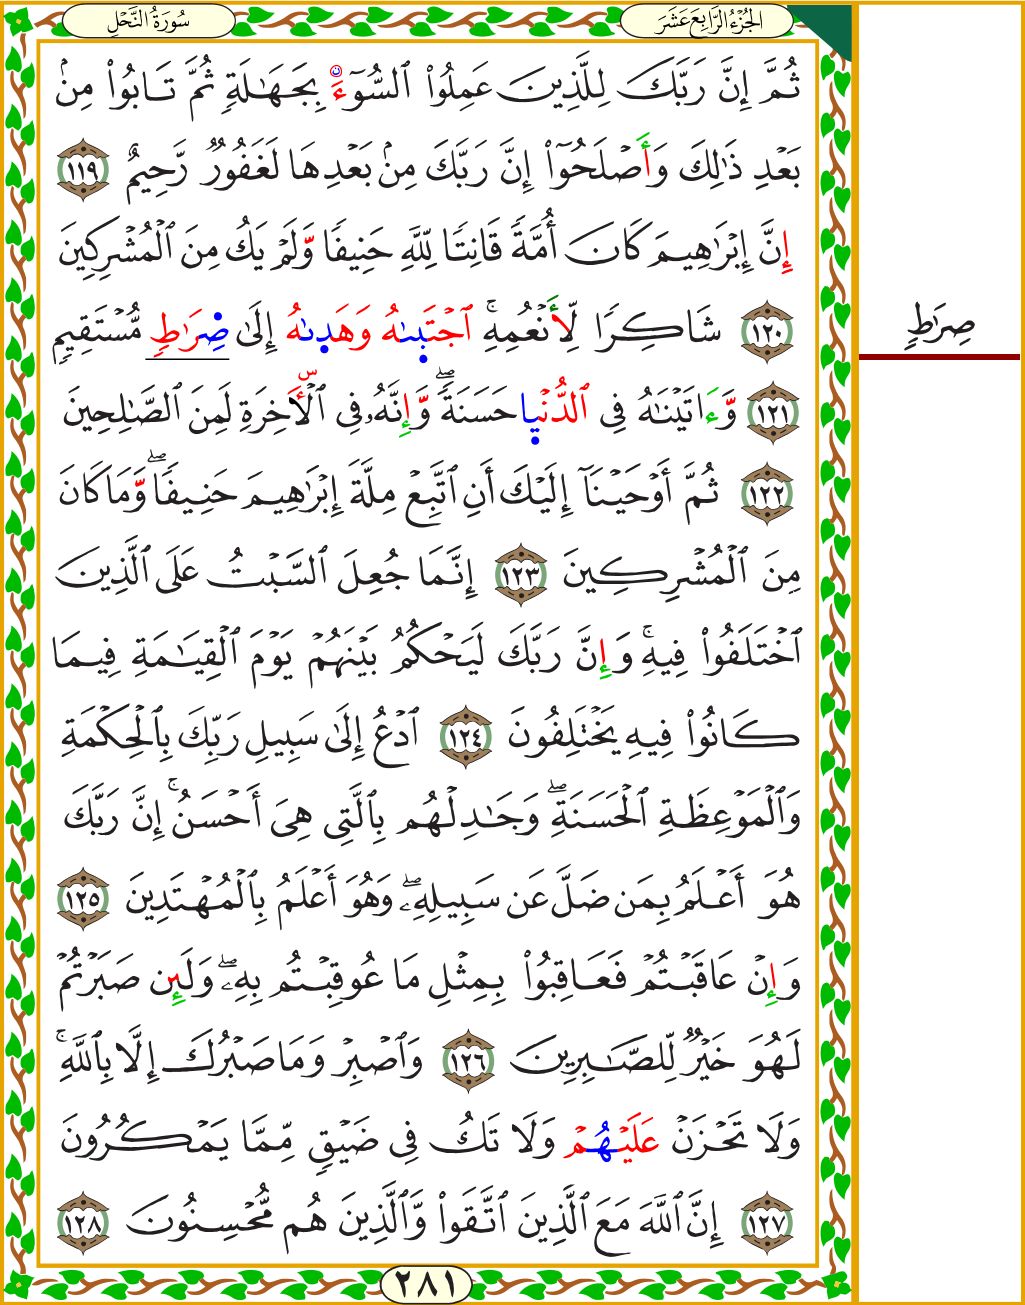 سُورَةُ النَّحْلِ
الجُزْءُ الرَّابِعَ عَشَرَ
ثُمَّ إِنَّ رَبَّكَ لِلَّذِينَ عَمِلُواْ ٱلسُّوٓءَ بِجَهَٰلَةٖ ثُمَّ تَابُواْ مِنۢ
بَعۡدِ ذَٰلِكَ وَأَصۡلَحُوٓاْ إِنَّ رَبَّكَ مِنۢ بَعۡدِهَا لَغَفُورٞ رَّحِيمٌ ١١٩
إِنَّ إِبۡرَٰهِيمَ كَانَ أُمَّةٗ قَانِتٗا لِّلَّهِ حَنِيفٗا وَّلَمۡ يَكُ مِنَ ٱلۡمُشۡرِكِينَ
١٢٠ شَاكِرٗا لِّأَنۡعُمِهِۚ ٱجۡتَبَىٰهُ وَهَدَىٰهُ إِلَىٰ صِرَٰطٖ مُّسۡتَقِيمٖ
صِرَٰطٖ
١٢١ وَّءَاتَيۡنَٰهُ فِي ٱلدُّنۡيَا حَسَنَةٗۖ وَّإِنَّهُۥ فِي ٱلۡأٓخِرَةِ لَمِنَ ٱلصَّٰلِحِينَ
١٢٢ ثُمَّ أَوۡحَيۡنَآ إِلَيۡكَ أَنِ ٱتَّبِعۡ مِلَّةَ إِبۡرَٰهِيمَ حَنِيفٗاۖ وَّمَا كَانَ
مِنَ ٱلۡمُشۡرِكِينَ ١٢٣ إِنَّمَا جُعِلَ ٱلسَّبۡتُ عَلَى ٱلَّذِينَ
ٱخۡتَلَفُواْ فِيهِۚ وَإِنَّ رَبَّكَ لَيَحۡكُمُ بَيۡنَهُمۡ يَوۡمَ ٱلۡقِيَٰمَةِ فِيمَا
كَانُواْ فِيهِ يَخۡتَلِفُونَ ١٢٤ ٱدۡعُ إِلَىٰ سَبِيلِ رَبِّكَ بِٱلۡحِكۡمَةِ
وَٱلۡمَوۡعِظَةِ ٱلۡحَسَنَةِۖ وَجَٰدِلۡهُم بِٱلَّتِي هِيَ أَحۡسَنُۚ إِنَّ رَبَّكَ
هُوَ أَعۡلَمُ بِمَن ضَلَّ عَن سَبِيلِهِۦۖ وَهُوَ أَعۡلَمُ بِٱلۡمُهۡتَدِينَ ١٢٥
وَإِنۡ عَاقَبۡتُمۡ فَعَاقِبُواْ بِمِثۡلِ مَا عُوقِبۡتُم بِهِۦۖ وَلَئِن صَبَرۡتُمۡ
لَهُوَ خَيۡرٞ لِّلصَّٰبِرِينَ ١٢٦ وَٱصۡبِرۡ وَمَا صَبۡرُكَ إِلَّا بِٱللَّهِۚ
وَلَا تَحۡزَنۡ عَلَيۡهُمۡ وَلَا تَكُ فِي ضَيۡقٖ مِّمَّا يَمۡكُرُونَ
١٢٧ إِنَّ ٱللَّهَ مَعَ ٱلَّذِينَ ٱتَّقَواْ وَّٱلَّذِينَ هُم مُّحۡسِنُونَ ١٢٨
٢٨١